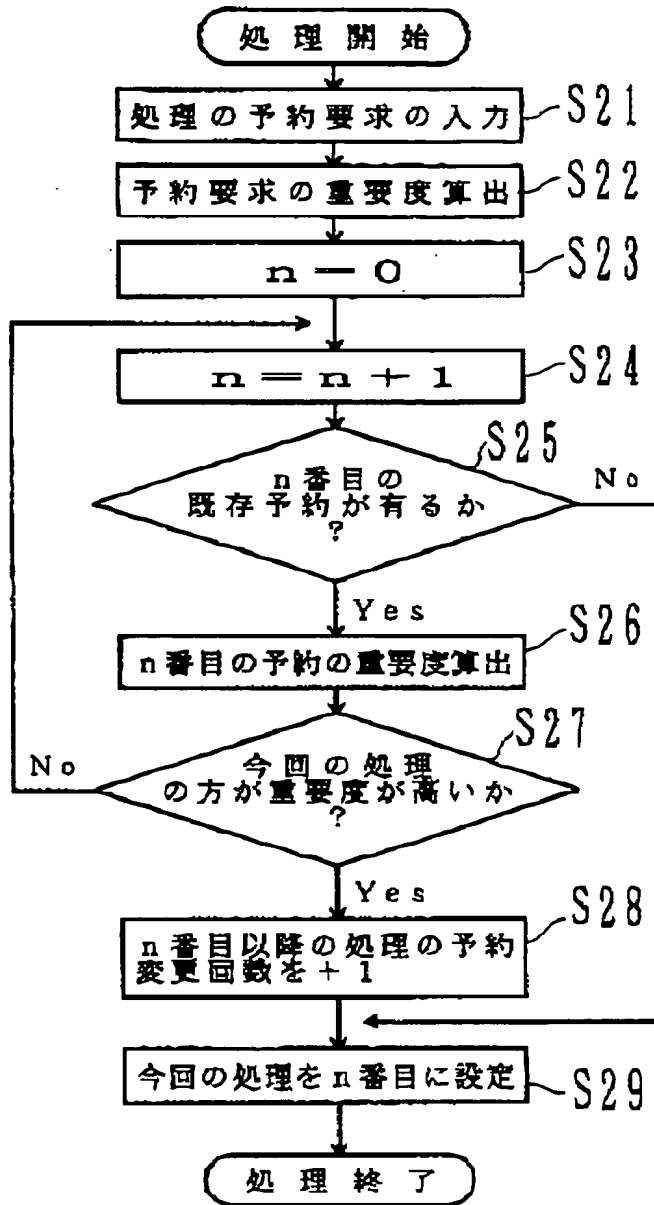 処理開始
処理の予約要求の入力
S21
予約要求の重要度算出
S22
n = 0
S23
n = n + 1
S24
S25
n番目の
既存予約が有るか
?
No
Yes
n番目の予約の重要度算出
S26
S27
今回の処理
の方が重要度が高いか
?
No
Yes
n番目以降の処理の予約
変更回数を+1
S28
今回の処理をn番目に設定
S29
処理終了